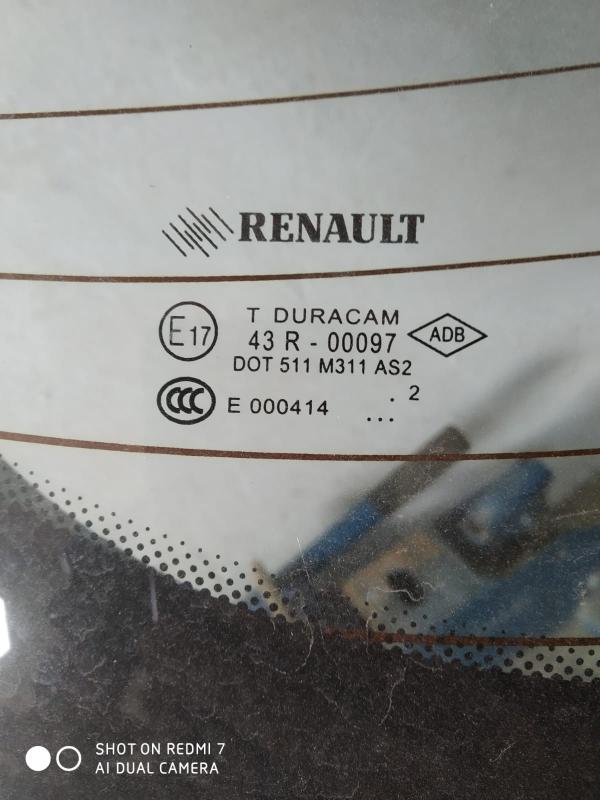 RENAULT
E17
T DURACAM
43 R - 00097
DOT 511 M311 AS2
ADB
CCC
E 000414
. 2
...
SHOT ON REDMI 7
AI DUAL CAMERA